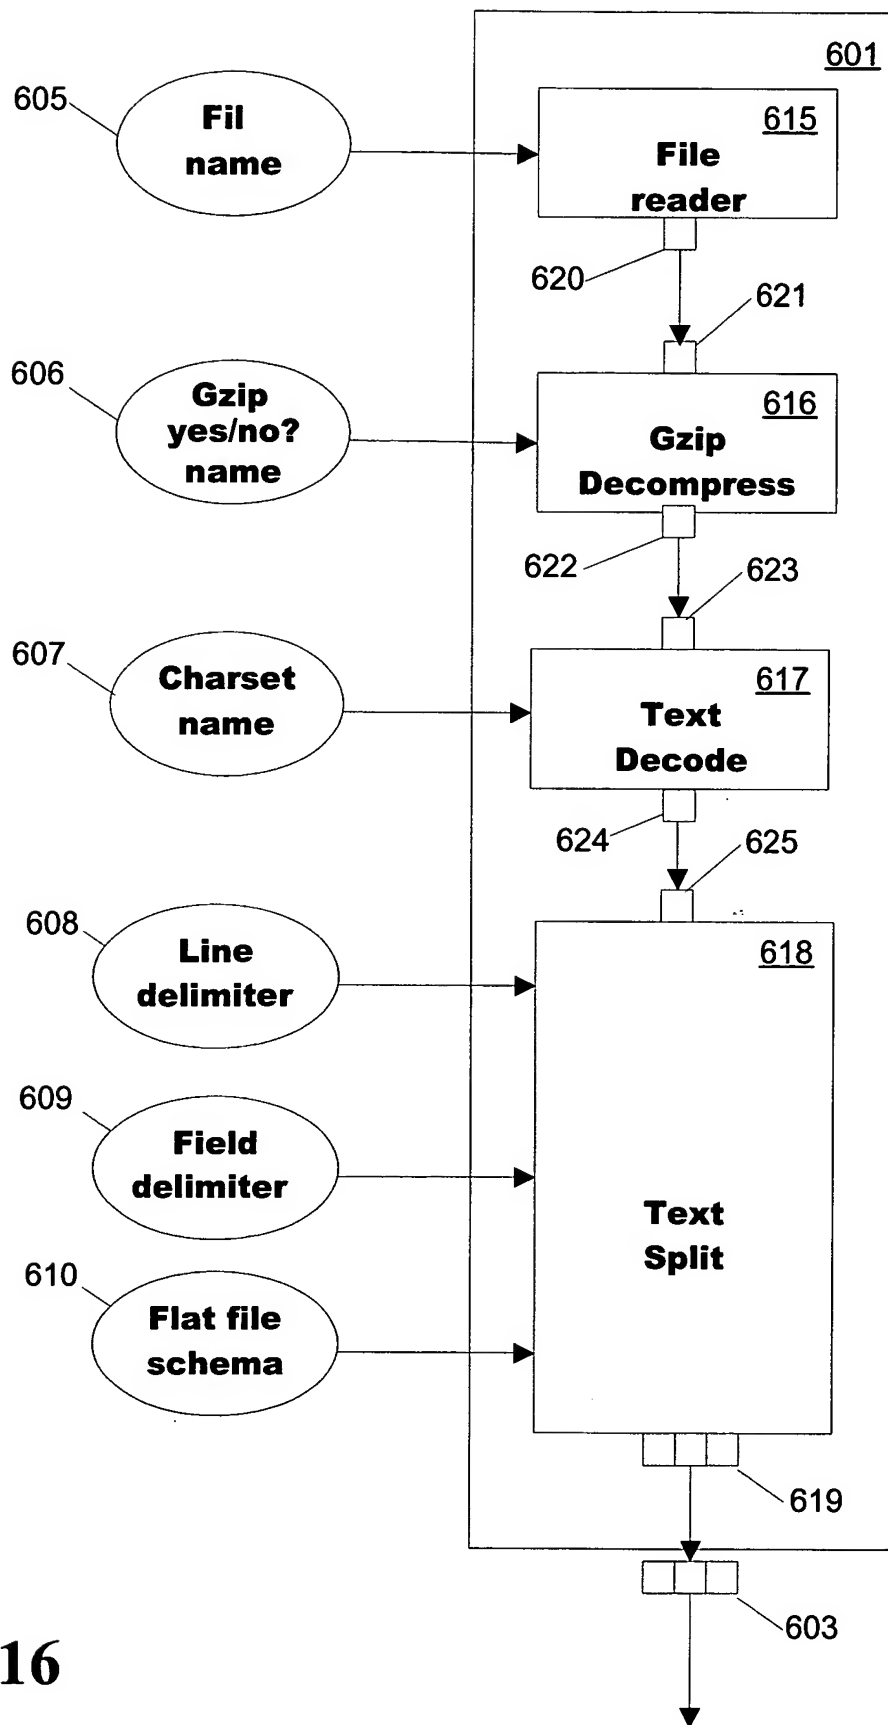 601
605
Fil
name
615
File
reader
620
621
606
Gzip
yes/no?
name
616
Gzip
Decompress
622
623
607
Charset
name
617
Text
Decode
624
625
608
Line
delimiter
618
609
Field
delimiter
Text
Split
610
Flat file
schema
619
603
16